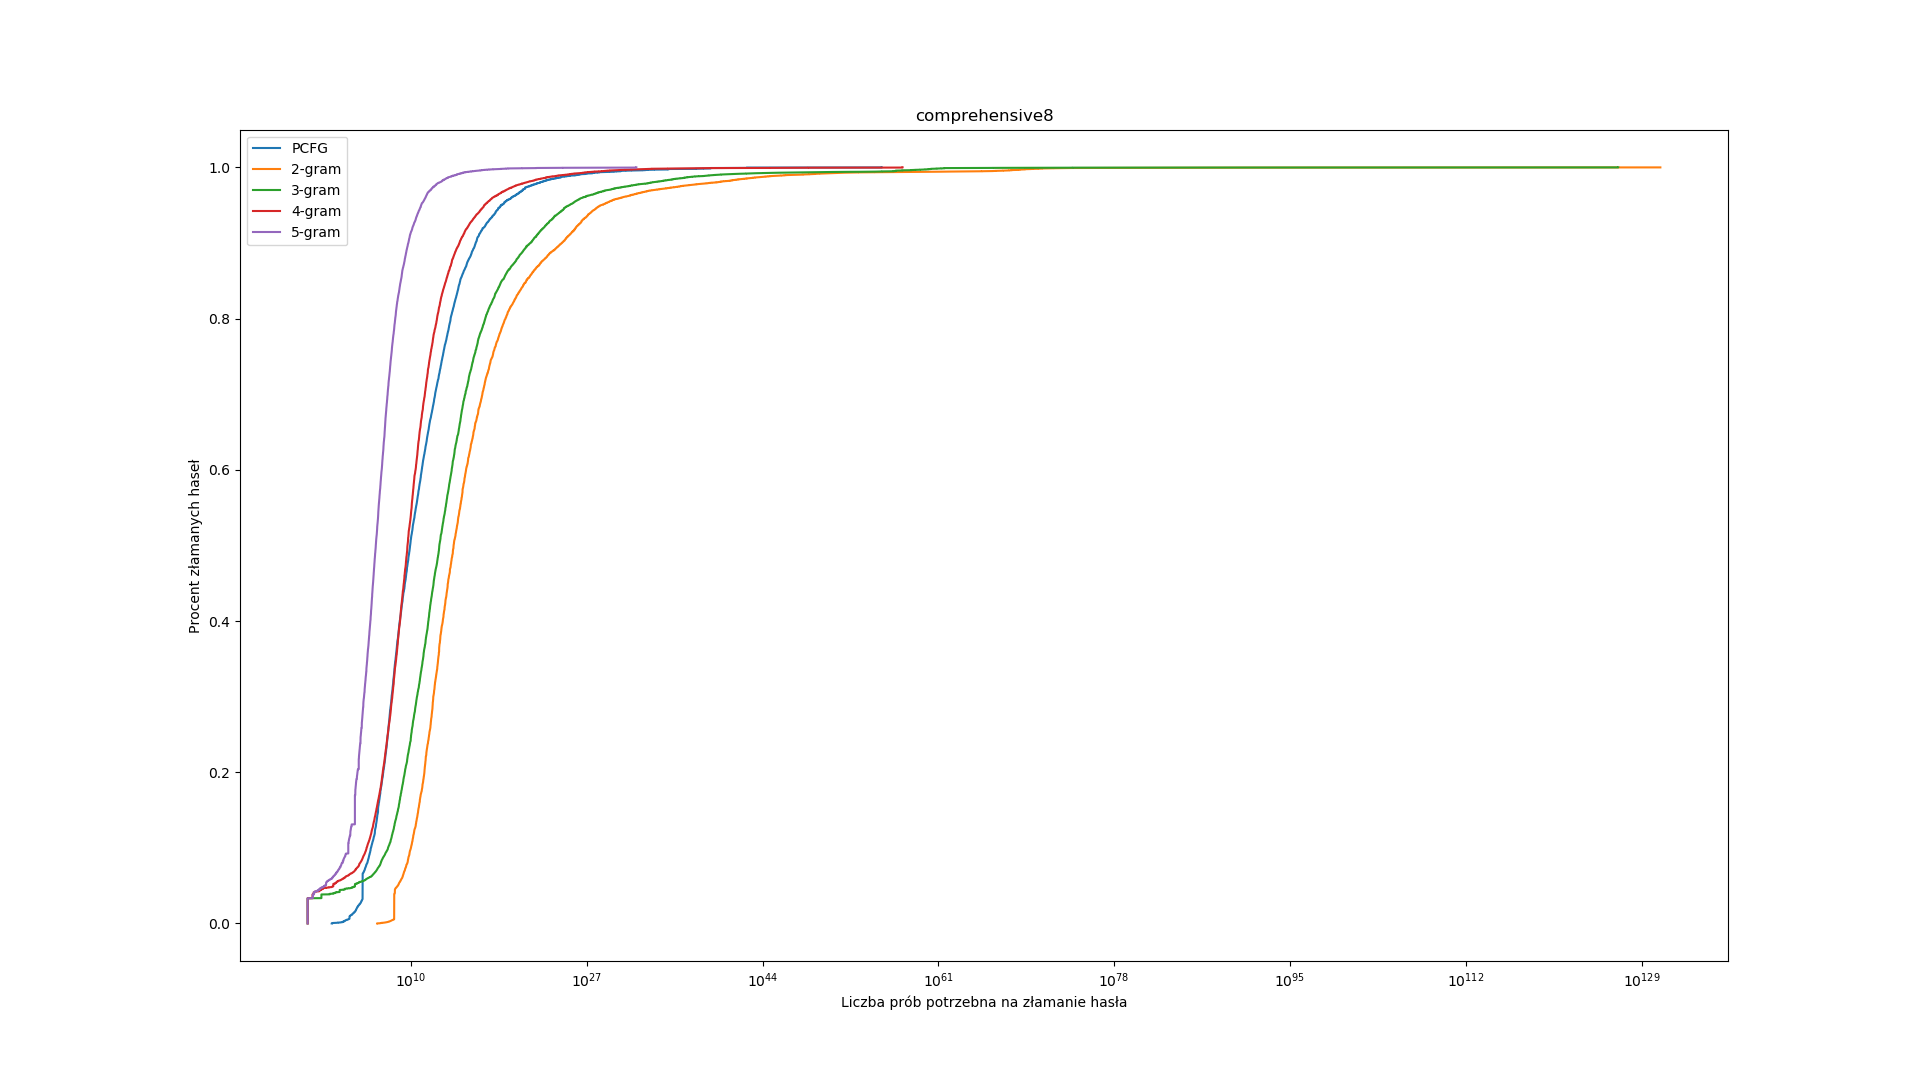 comprehensive8
PCFG
2-gram
3-gram
4-gram
5-gram
1.0
0.8
0.6
0.4
0.2
0.0
Procent złamanych haseł
10^10 10^27 10^44 10^61 10^78 10^95 10^112 10^129
Liczba prób potrzebna na złamanie hasła